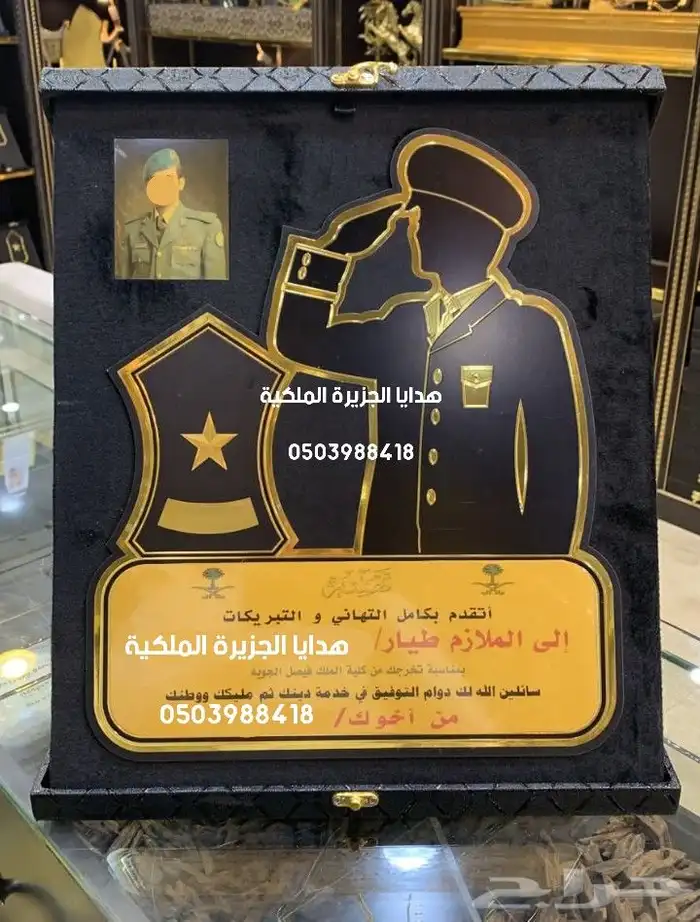 هدايا الجزيرة الملكية
0503988418
أتقدم بكامل التهاني و التبريكات
إلى الملازم طيار/
هدايا الجزيرة الملكية
بمناسبة تخرجك من كلية الملك فيصل الجوية
سائلين الله لك دوام التوفيق في خدمة دينك ثم مليكك ووطنك
من أخوك/
0503988418
حراج